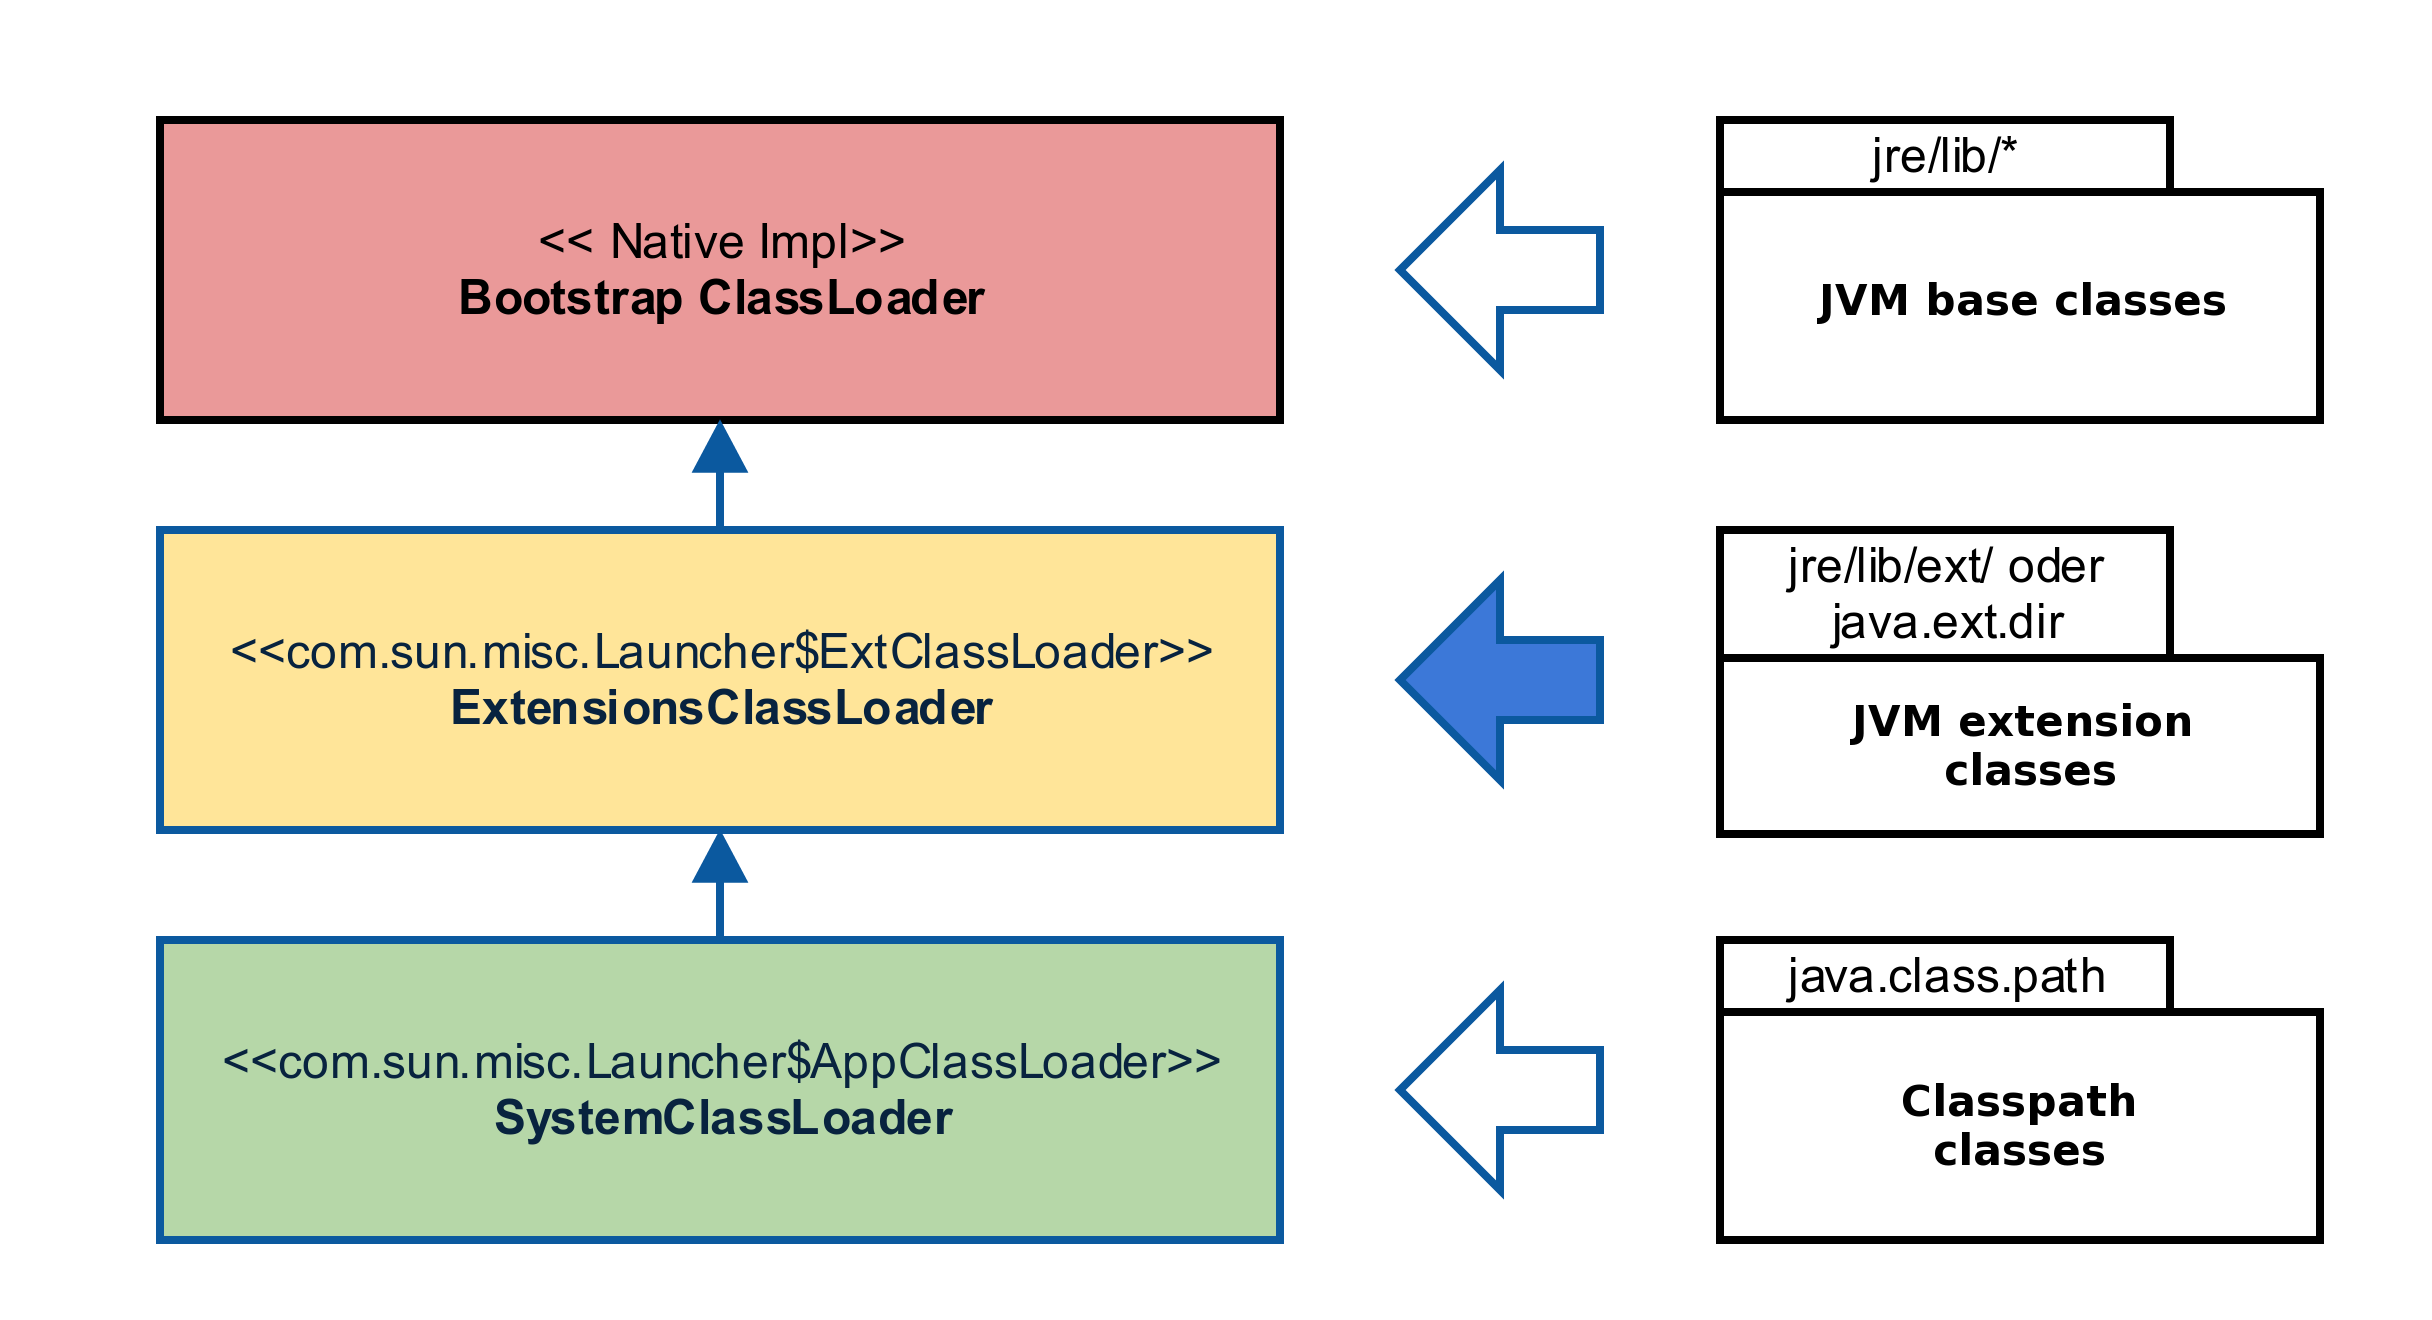 << Native Impl>>
Bootstrap ClassLoader
jre/lib/*
JVM base classes
<<com.sun.misc.Launcher$ExtClassLoader>>
ExtensionsClassLoader
jre/lib/ext/ oder
java.ext.dir
JVM extension
classes
<<com.sun.misc.Launcher$AppClassLoader>>
SystemClassLoader
java.class.path
Classpath
classes